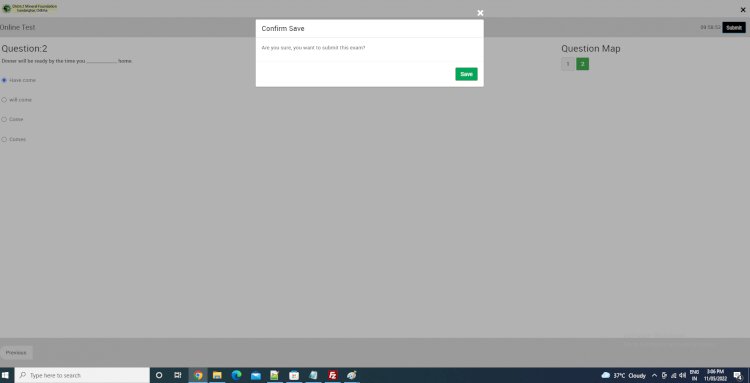 District Mineral Foundation
Sundargarh, Odisha
Online Test
Submit
Confirm Save
Are you sure, you want to submit this exam?
Save
Question:2
Dinner will be ready by the time you ____________ home.
Have come
will come
Come
Comes
Question Map
1
2
Previous
Type here to search
37°C Cloudy
ENG
IN
3:06 PM
11/05/2022